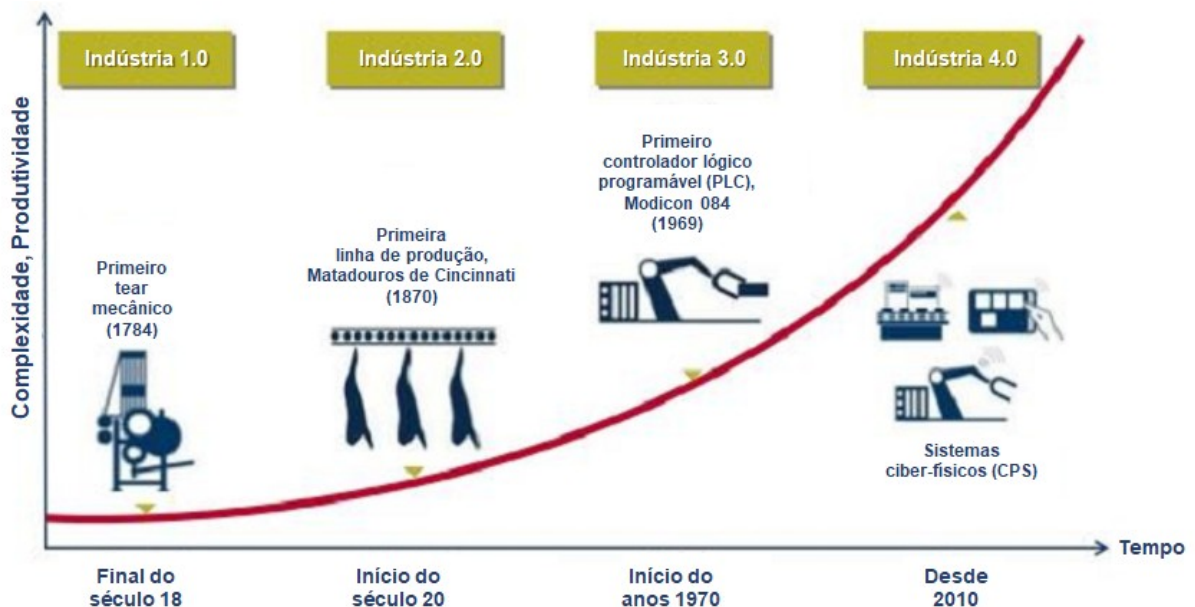 Complexidade, Produtividade
Indústria 1.0
Indústria 2.0
Indústria 3.0
Indústria 4.0
Primeiro
tear
mecânico
(1784)
Primeira
linha de produção,
Matadouros de Cincinnati
(1870)
Primeiro
controlador lógico
programável (PLC),
Modicon 084
(1969)
Sistemas
ciber-físicos (CPS)
Tempo
Final do
século 18
Início do
século 20
Início do
anos 1970
Desde
2010